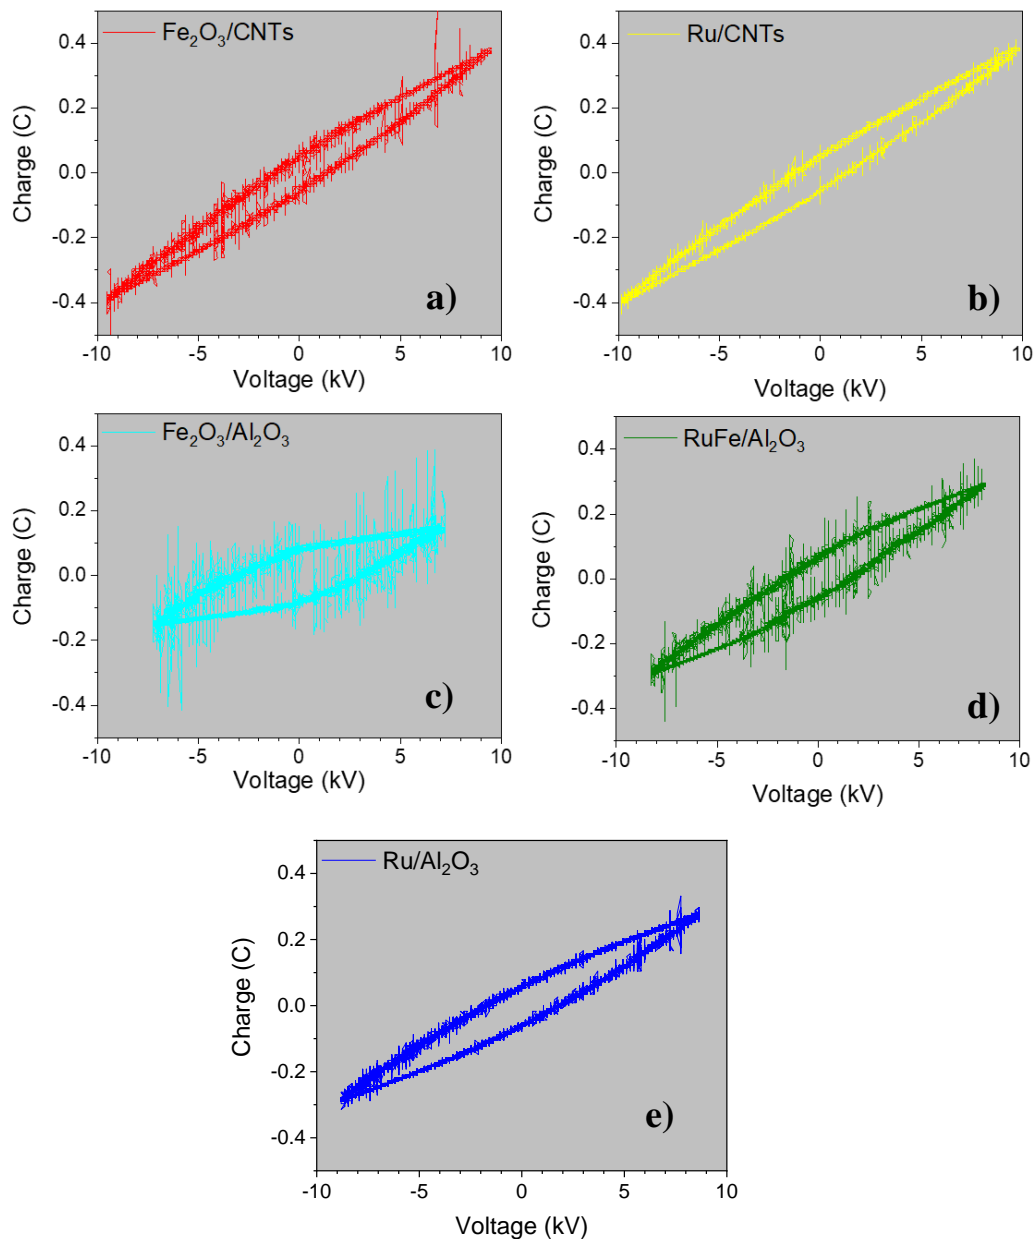 Fe₂O₃/CNTs
Charge (C)
0.4
0.2
0.0
-0.2
-0.4
a)
-10 -5 0 5 10
Voltage (kV)
Ru/CNTs
Charge (C)
0.4
0.2
0.0
-0.2
-0.4
b)
-10 -5 0 5 10
Voltage (kV)
Fe₂O₃/Al₂O₃
Charge (C)
0.4
0.2
0.0
-0.2
-0.4
c)
-10 -5 0 5 10
Voltage (kV)
RuFe/Al₂O₃
Charge (C)
0.4
0.2
0.0
-0.2
-0.4
d)
-10 -5 0 5 10
Voltage (kV)
Ru/Al₂O₃
Charge (C)
0.4
0.2
0.0
-0.2
-0.4
e)
-10 -5 0 5 10
Voltage (kV)